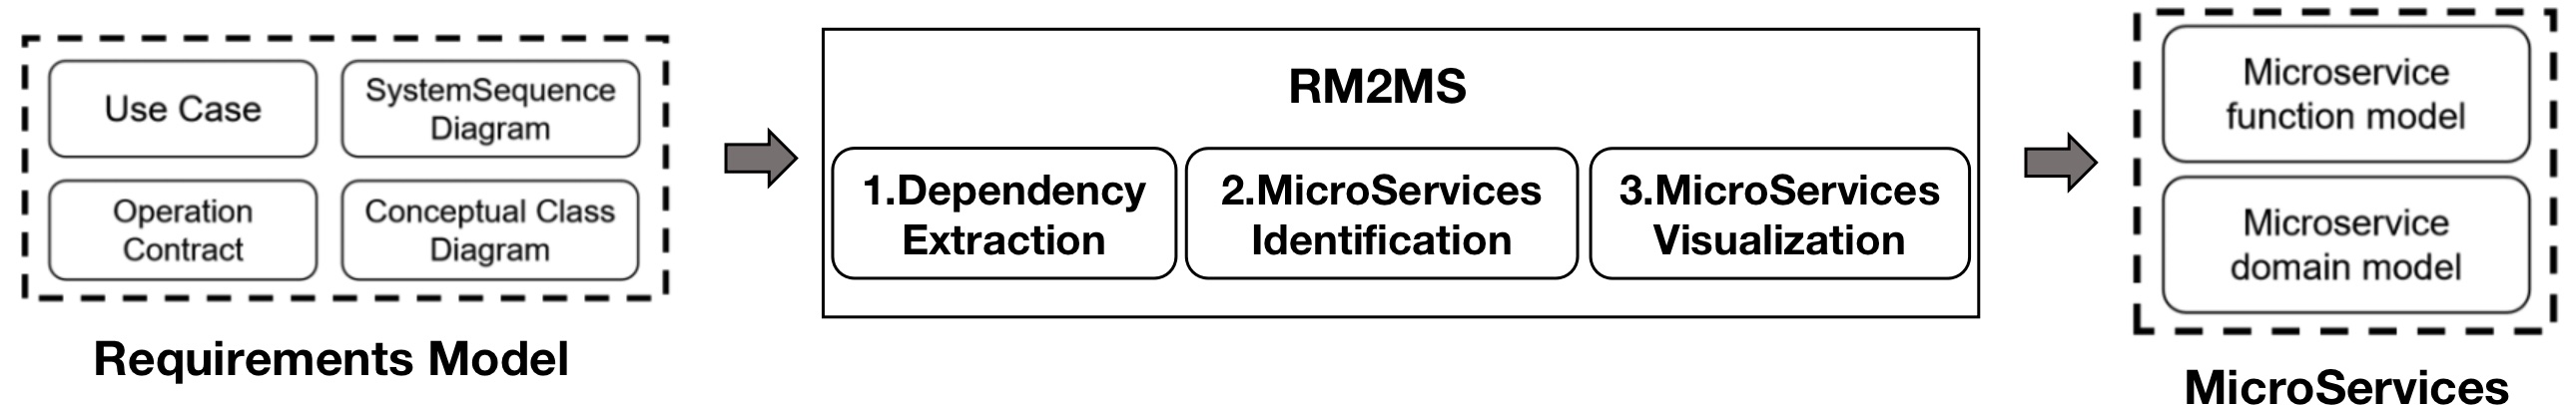 Use Case
SystemSequence
Diagram
Operation
Contract
Conceptual Class
Diagram
Requirements Model
RM2MS
1.Dependency
Extraction
2.MicroServices
Identification
3.MicroServices
Visualization
Microservice
function model
Microservice
domain model
MicroServices